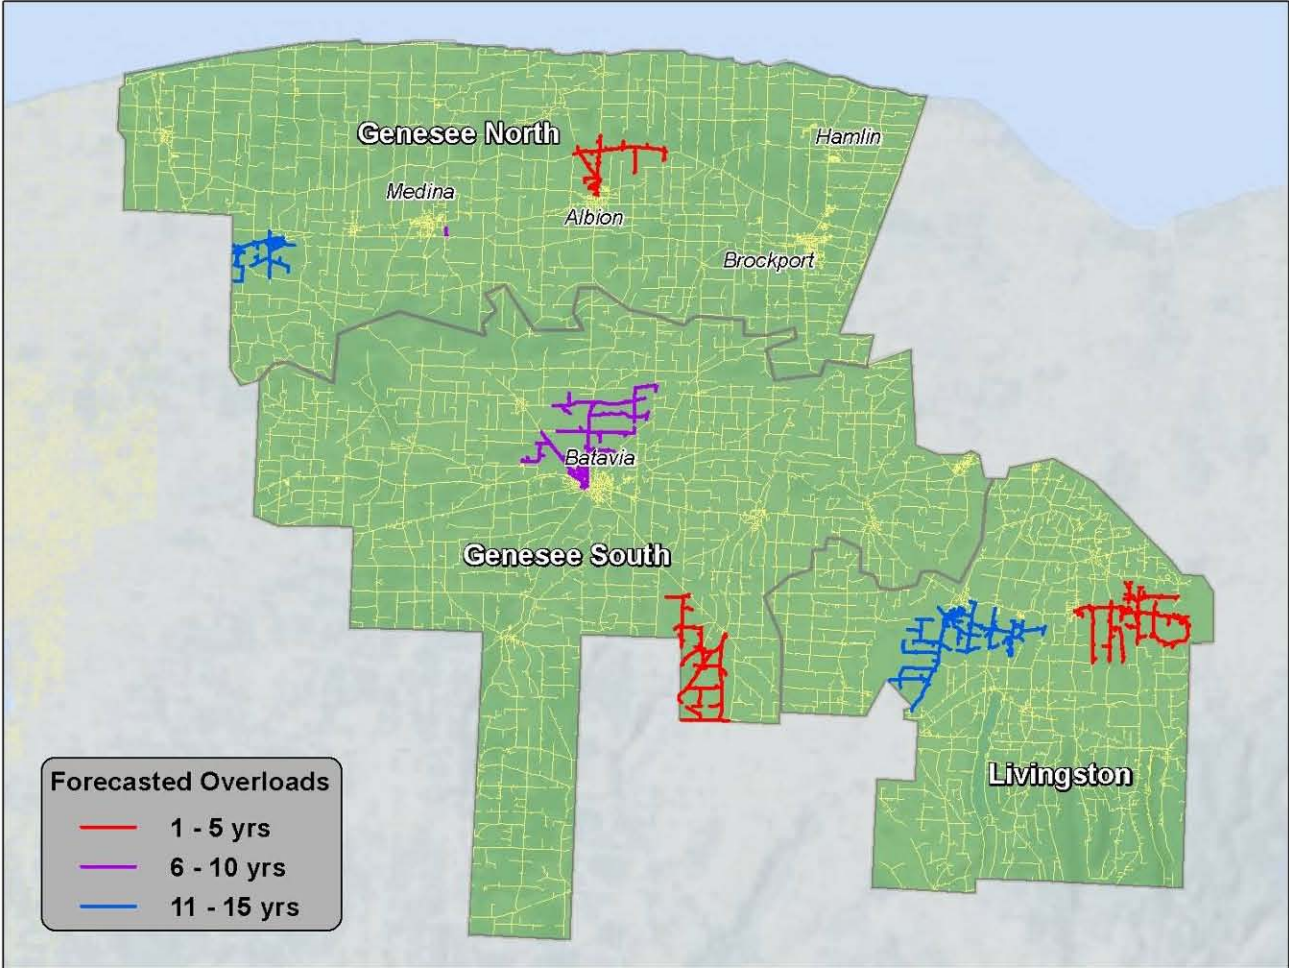 Genesee North
Hamlin
Medina
Albion
Brockport
Batavia
Genesee South
Livingston
Forecasted Overloads
1 - 5 yrs
6 - 10 yrs
11 - 15 yrs